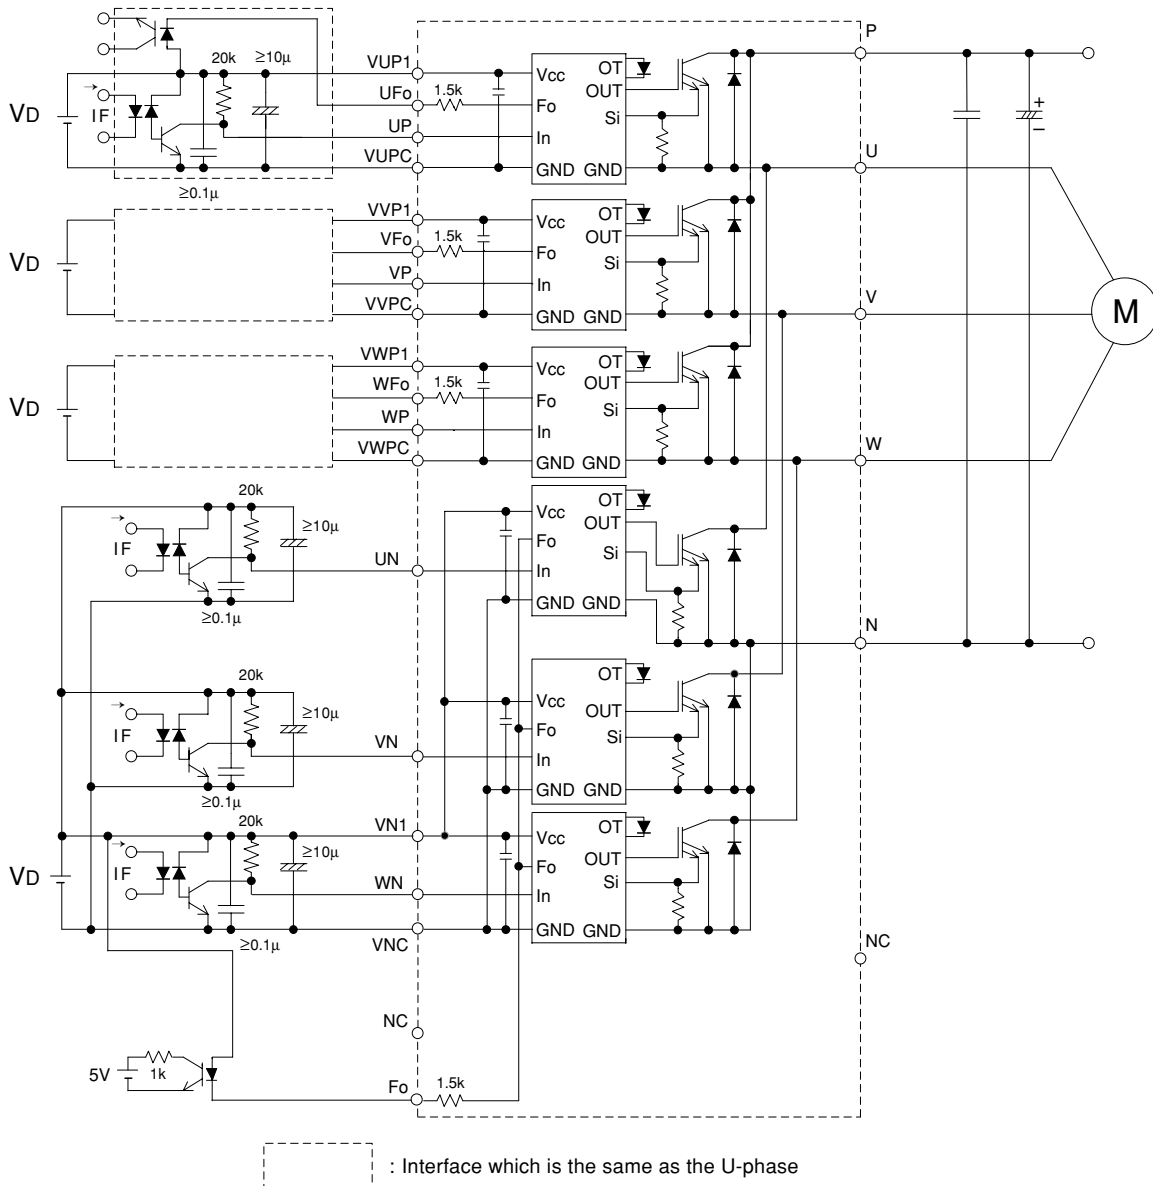 P
20k
≥10μ
VUP1
Vcc
OT
VD
→
IF
UFo
1.5k
Fo
OUT
UP
In
Si
+
–
VUPC
GND
GND
U
≥0.1μ
VVP1
Vcc
OT
VD
VFo
1.5k
Fo
OUT
VP
In
Si
VVPC
GND
GND
V
M
VWP1
Vcc
OT
VD
WFo
1.5k
Fo
OUT
WP
In
Si
VWPC
GND
GND
W
20k
→
IF
≥10μ
Vcc
OT
OUT
Fo
Si
UN
In
≥0.1μ
GND
GND
N
20k
→
IF
≥10μ
Vcc
OT
OUT
Fo
Si
VN
In
≥0.1μ
GND
GND
20k
VN1
Vcc
OT
VD
→
IF
≥10μ
Fo
OUT
Si
WN
In
≥0.1μ
VNC
GND
GND
NC
NC
5V
1k
Fo
1.5k
: Interface which is the same as the U-phase